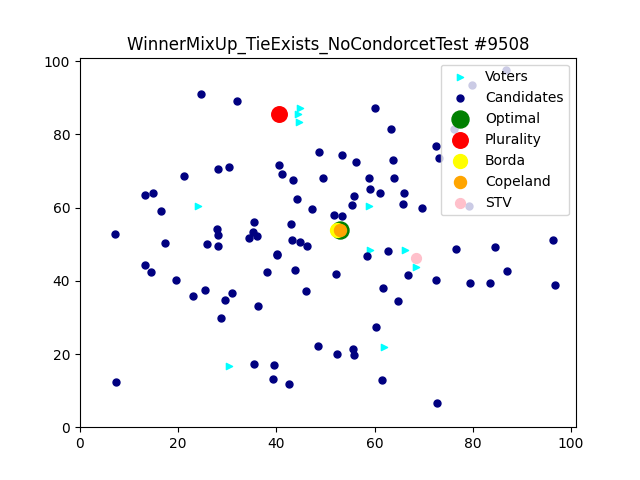 WinnerMixUp_TieExists_NoCondorcetTest #9508
100
80
60
40
20
0
0 20 40 60 80 100
Voters
Candidates
Optimal
Plurality
Borda
Copeland
STV